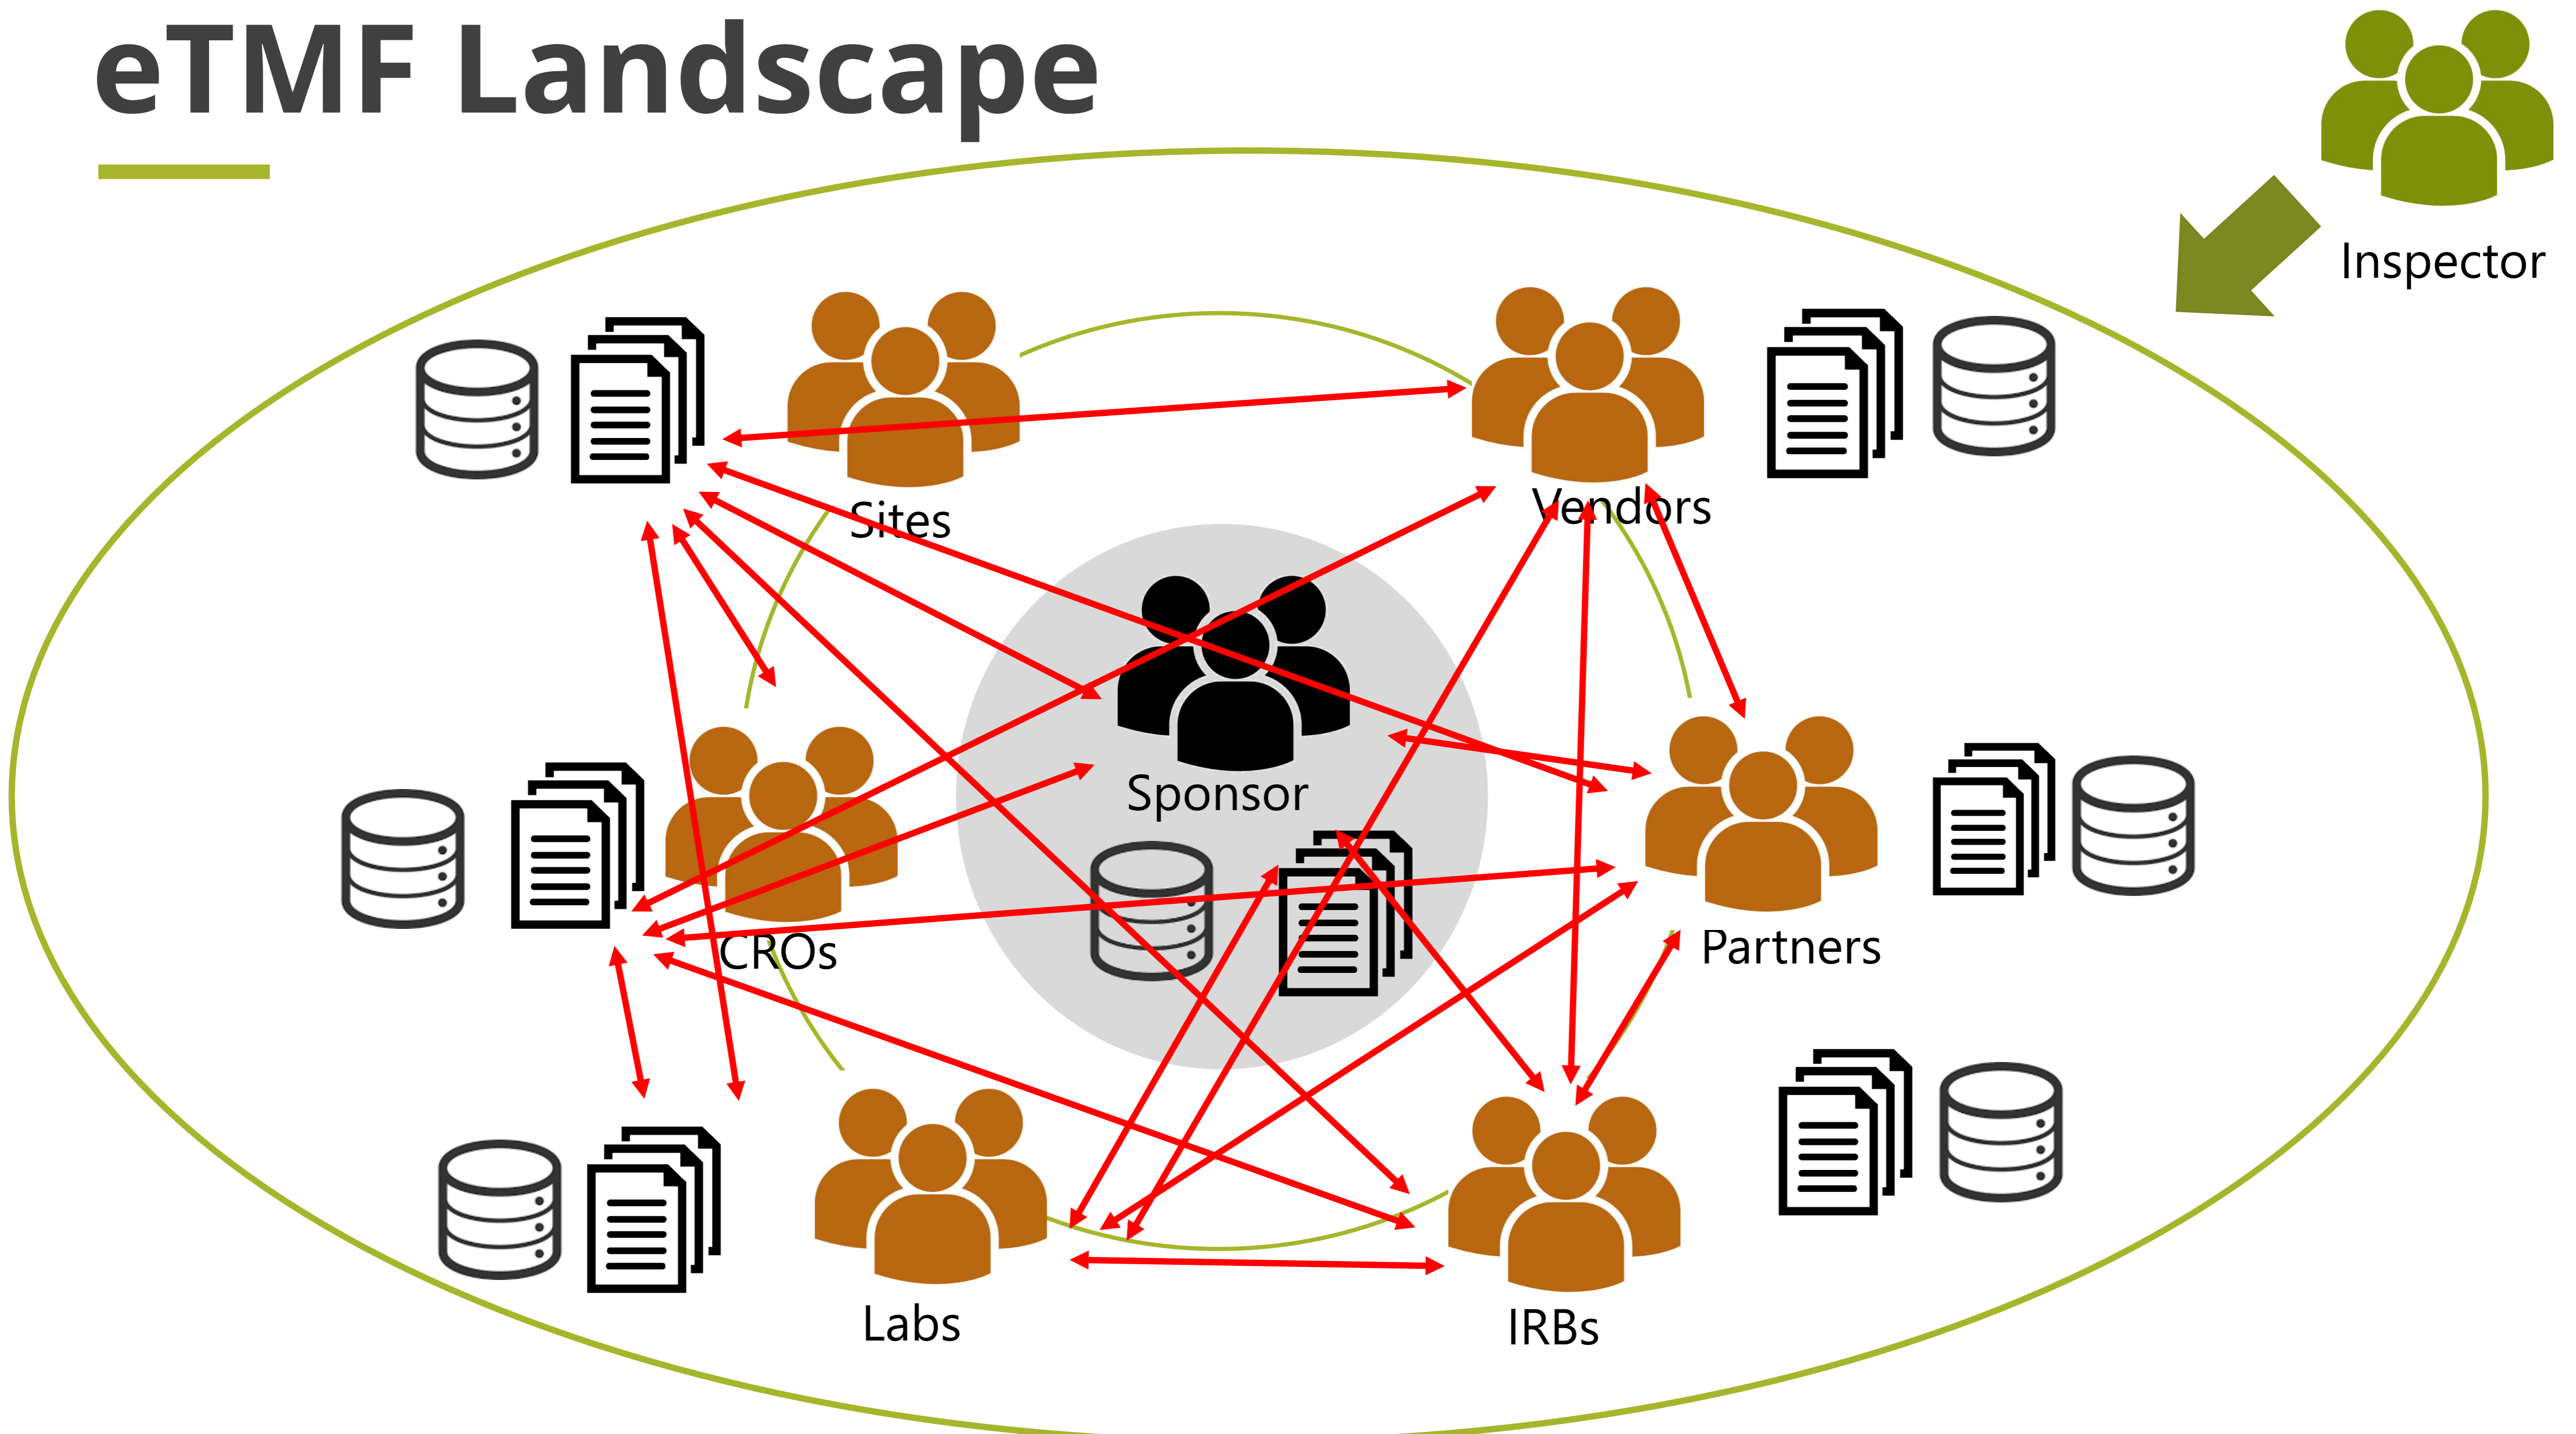 eTMF Landscape
Inspector
Sites
Vendors
Sponsor
CROs
Partners
Labs
IRBs